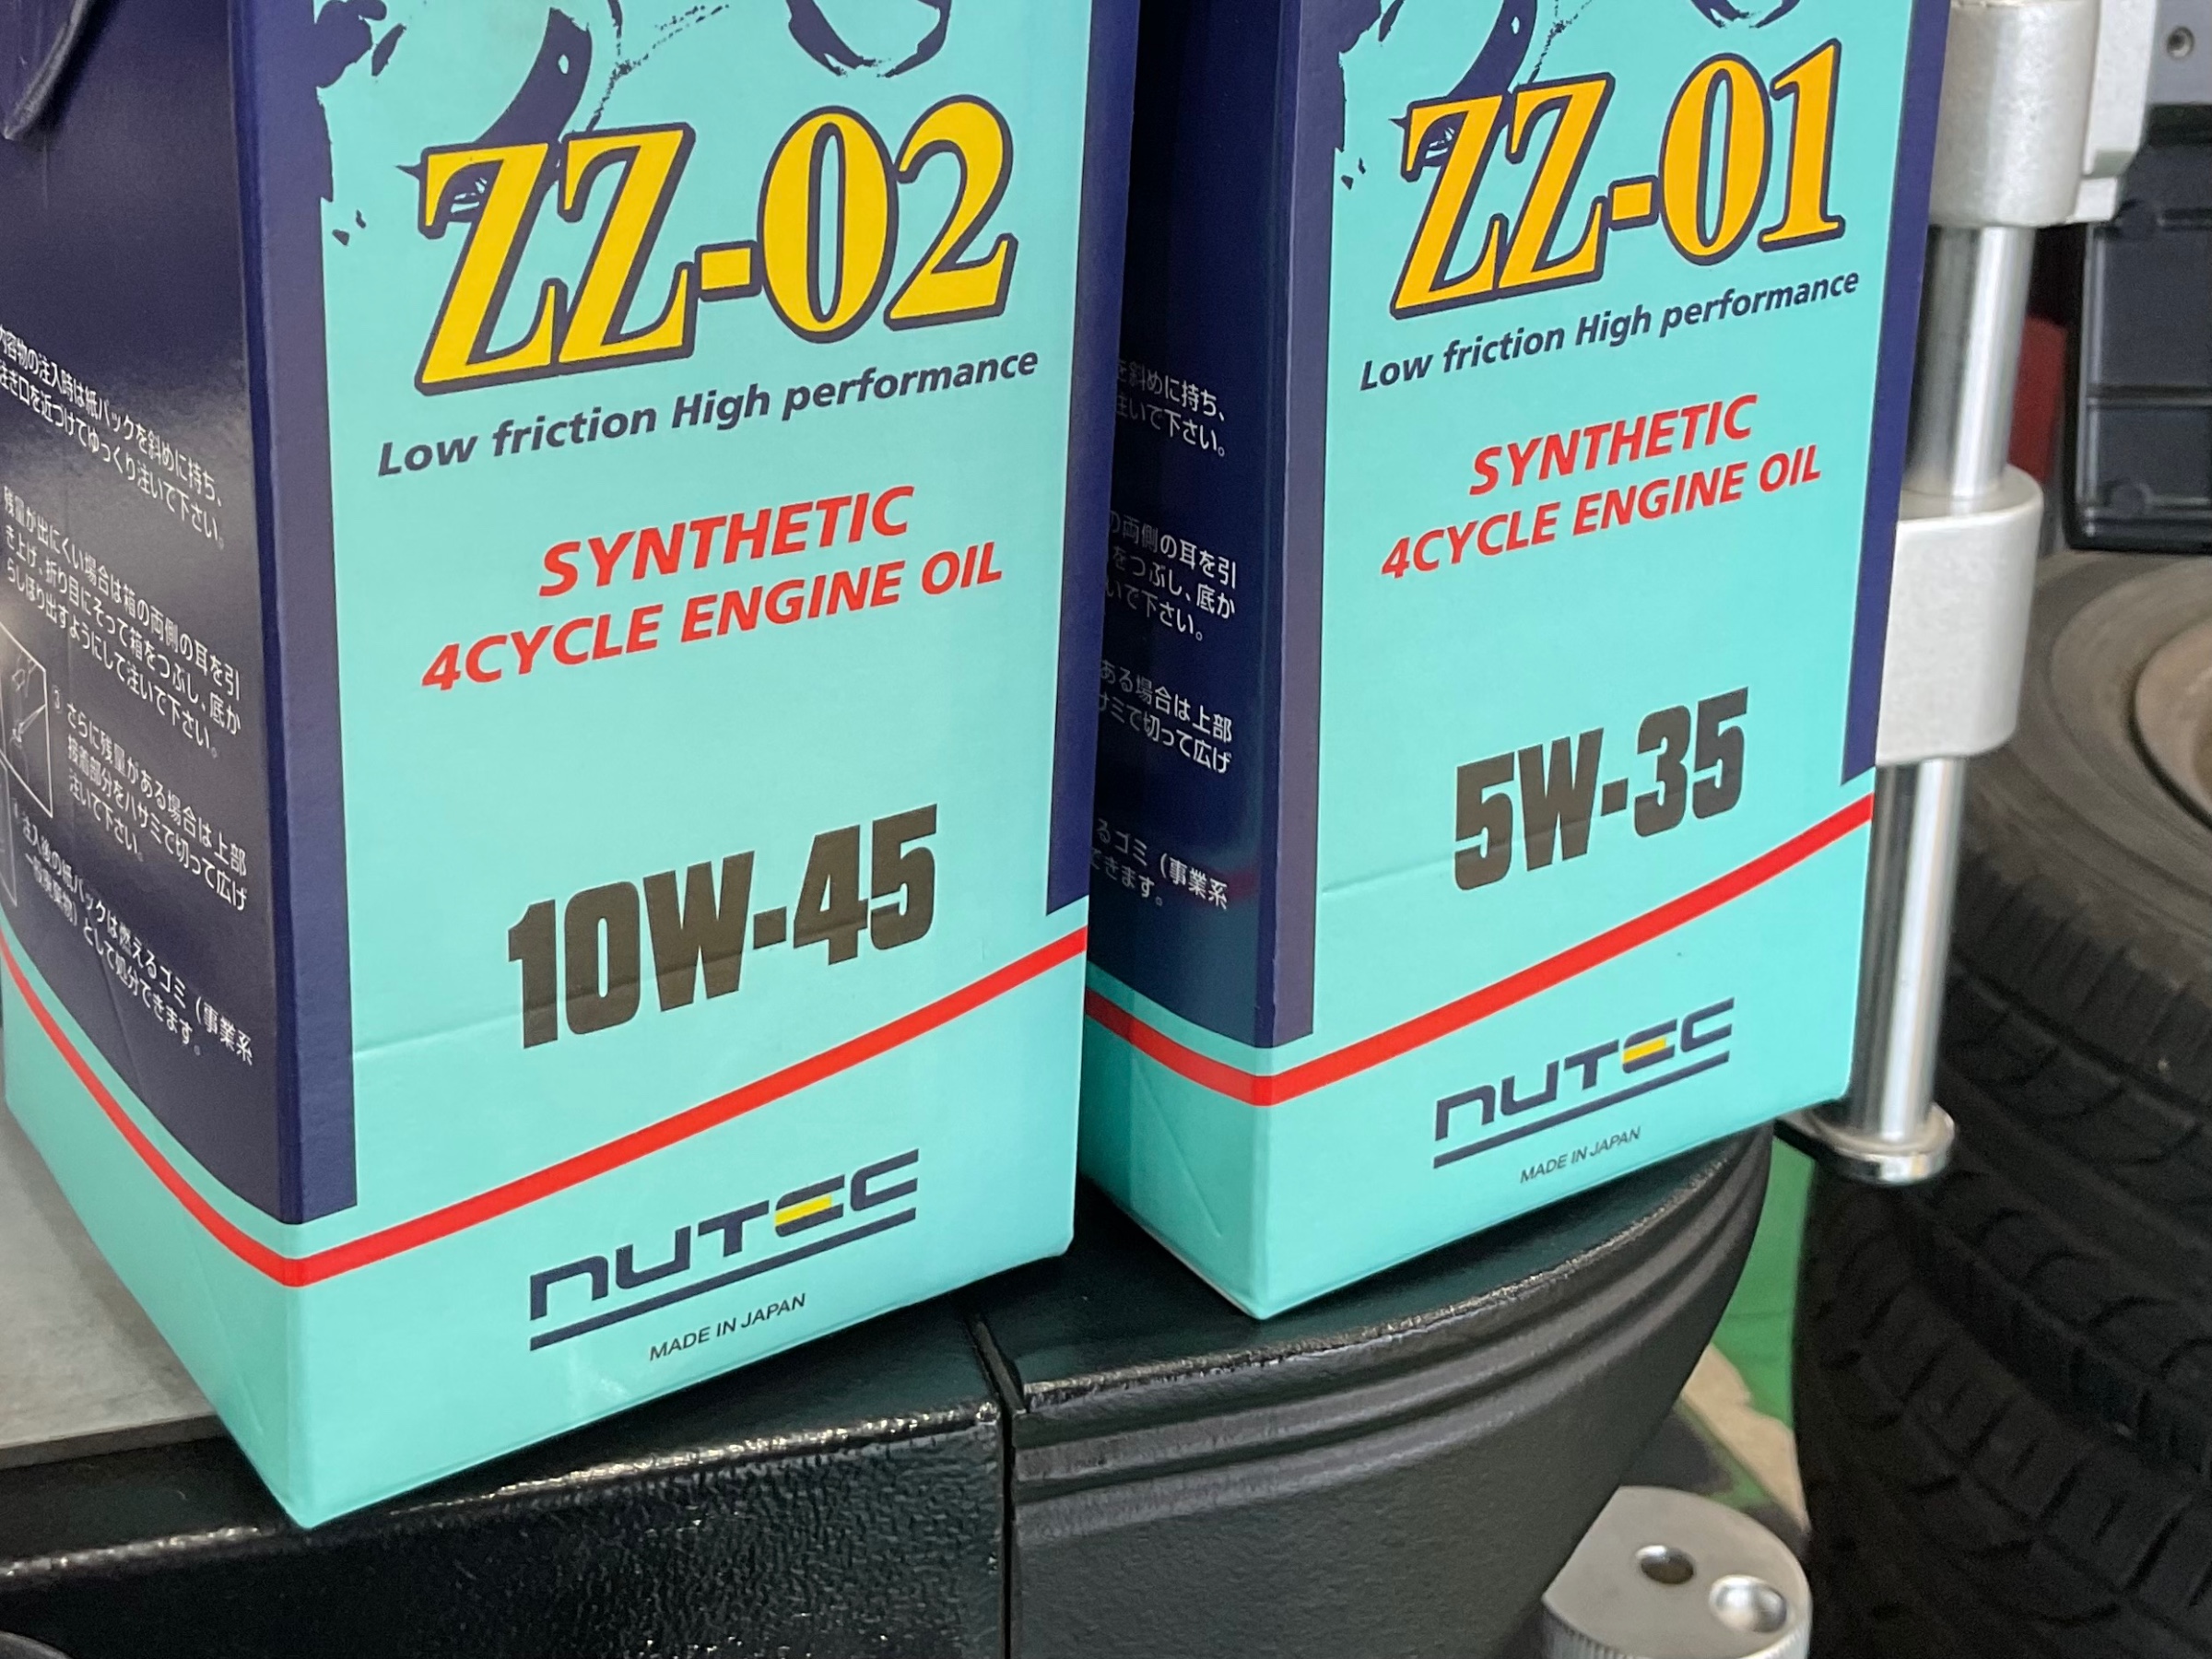 ZZ-02
Low friction High performance
SYNTHETIC
4CYCLE ENGINE OIL
10W-45
NUTEC
MADE IN JAPAN
内容物の注入時は紙パックを斜めに持ち、
注ぎ口を近づけてゆっくり注いで下さい。
残量が出にくい場合は箱の両側の耳を引
き上げ、折り目にそって箱をつぶし、底か
らしぼり出すようにして注いで下さい。
③ さらに残量がある場合は上部
接着部分をハサミで切って広げ
注いで下さい。
④ 注入後の紙パックは燃えるゴミ（事業系
一般廃棄物）として処分できます。
ZZ-01
Low friction High performance
SYNTHETIC
4CYCLE ENGINE OIL
5W-35
NUTEC
MADE IN JAPAN
を斜めに持ち、
注いで下さい。
の両側の耳を引
をつぶし、底か
いで下さい。
ある場合は上部
サミで切って広げ
るゴミ（事業系
できます。